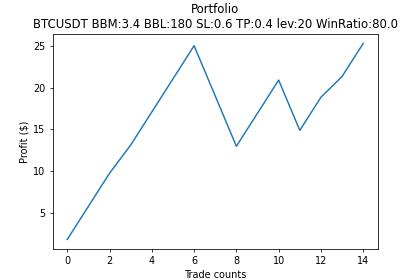 Portfolio
BTCUSDT BBM:3.4 BBL:180 SL:0.6 TP:0.4 lev:20 WinRatio:80.0
25
20
15
10
5
Profit ($)
0 2 4 6 8 10 12 14
Trade counts